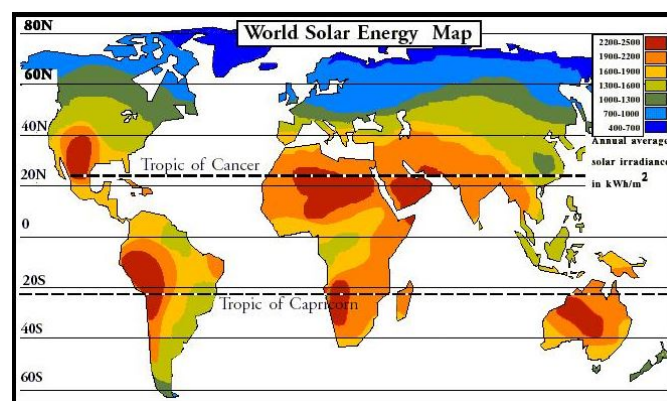 World Solar Energy Map
80N
60N
40N
20N
0
20S
40S
60S
Tropic of Cancer
Tropic of Capricorn
2200-2500
1900-2200
1600-1900
1300-1600
1000-1300
700-1000
400-700
Annual average
solar irradiance
in kWh/m2